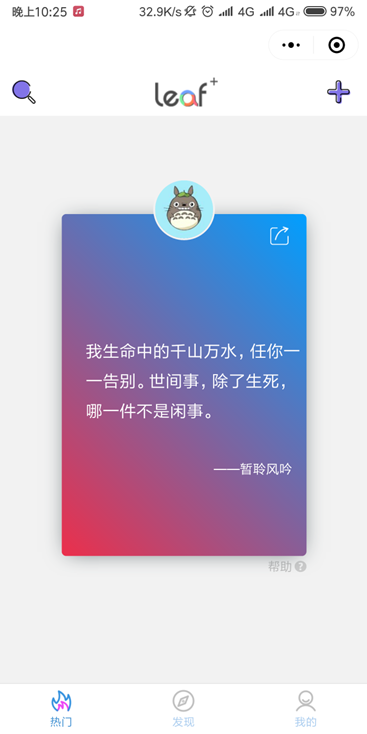 晚上10:25 32.9K/s 4G 4G 97%
leaf+
我生命中的千山万水，任你一
一告别。世间事，除了生死，
哪一件不是闲事。
——暂聆风吟
帮助 ?
热门 发现 我的